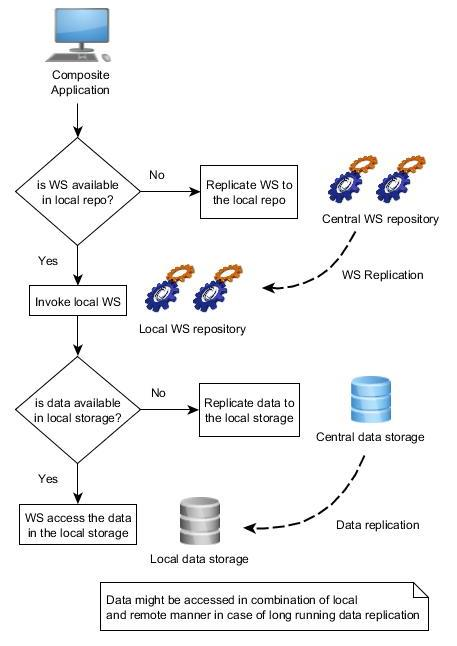 Composite
Application
is WS available
in local repo?
No
Replicate WS to
the local repo
Central WS repository
Yes
WS Replication
Invoke local WS
Local WS repository
is data available
in local storage?
No
Replicate data to
the local storage
Central data storage
Yes
WS access the data
in the local storage
Data replication
Local data storage
Data might be accessed in combination of local
and remote manner in case of long running data replication